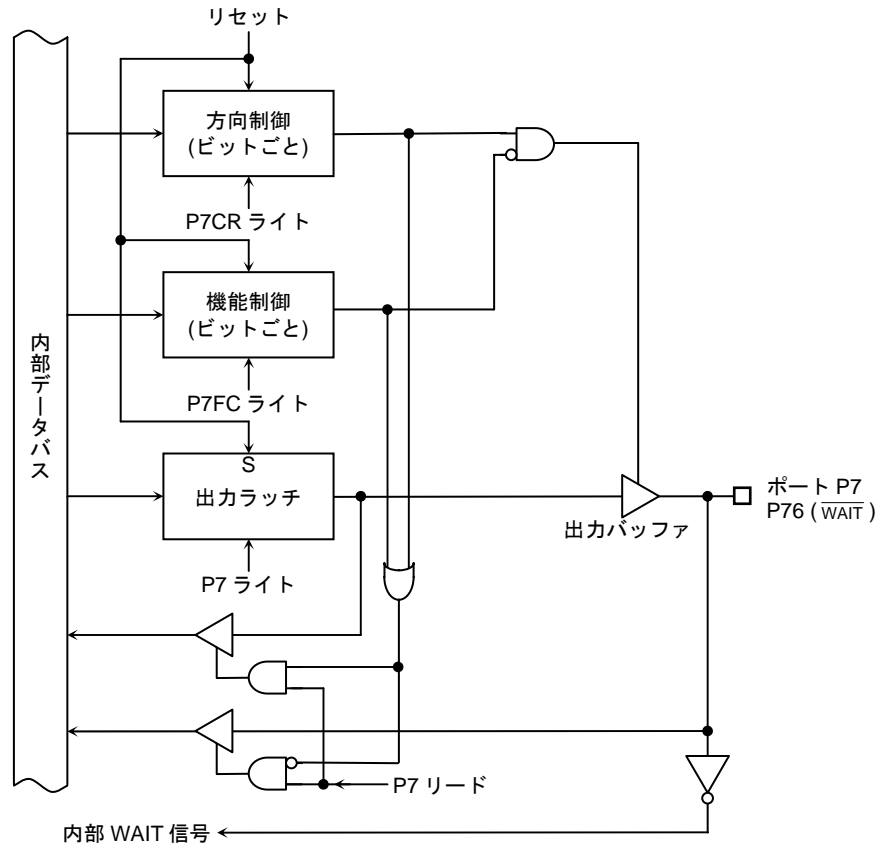 リセット
方向制御
(ビットごと)
P7CR ライト
機能制御
(ビットごと)
内部データバス
P7FC ライト
S
出力ラッチ
ポート P7
P76 ( WAIT )
出力バッファ
P7 ライト
P7 リード
内部 WAIT 信号